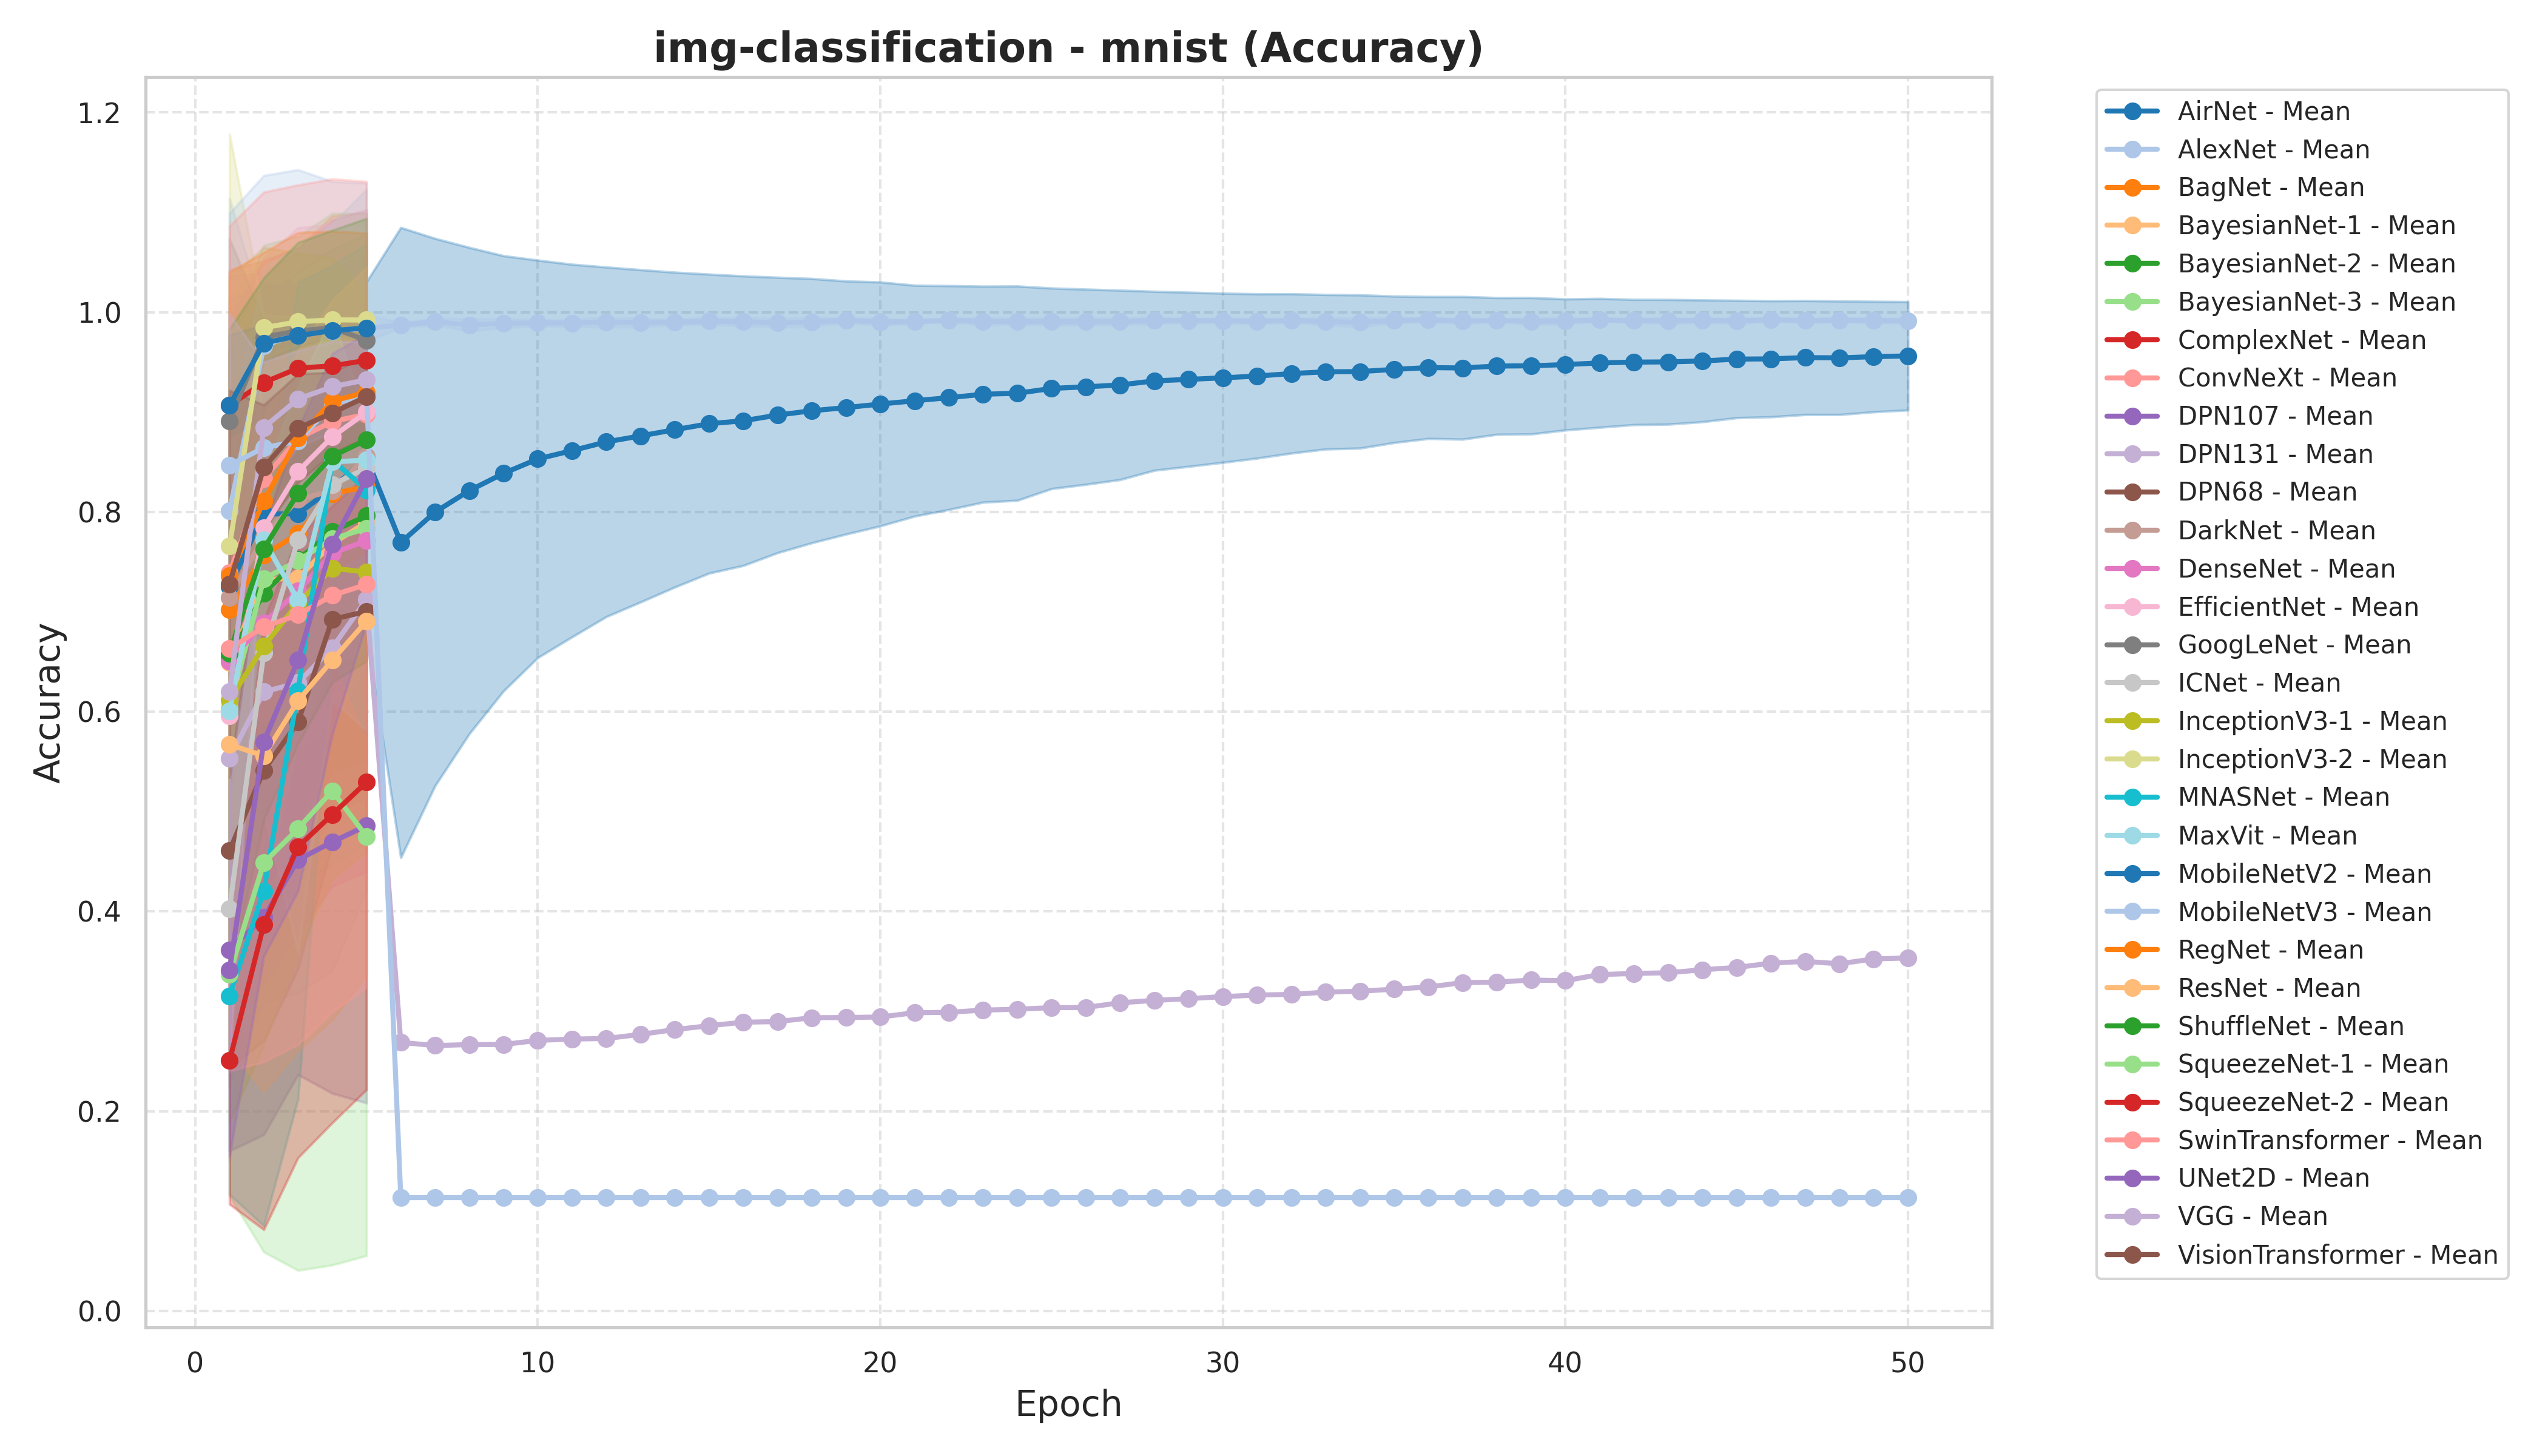 img-classification - mnist (Accuracy)
1.2
1.0
0.8
0.6
0.4
0.2
0.0
Accuracy
0 10 20 30 40 50
Epoch
AirNet - Mean
AlexNet - Mean
BagNet - Mean
BayesianNet-1 - Mean
BayesianNet-2 - Mean
BayesianNet-3 - Mean
ComplexNet - Mean
ConvNeXt - Mean
DPN107 - Mean
DPN131 - Mean
DPN68 - Mean
DarkNet - Mean
DenseNet - Mean
EfficientNet - Mean
GoogLeNet - Mean
ICNet - Mean
InceptionV3-1 - Mean
InceptionV3-2 - Mean
MNASNet - Mean
MaxVit - Mean
MobileNetV2 - Mean
MobileNetV3 - Mean
RegNet - Mean
ResNet - Mean
ShuffleNet - Mean
SqueezeNet-1 - Mean
SqueezeNet-2 - Mean
SwinTransformer - Mean
UNet2D - Mean
VGG - Mean
VisionTransformer - Mean